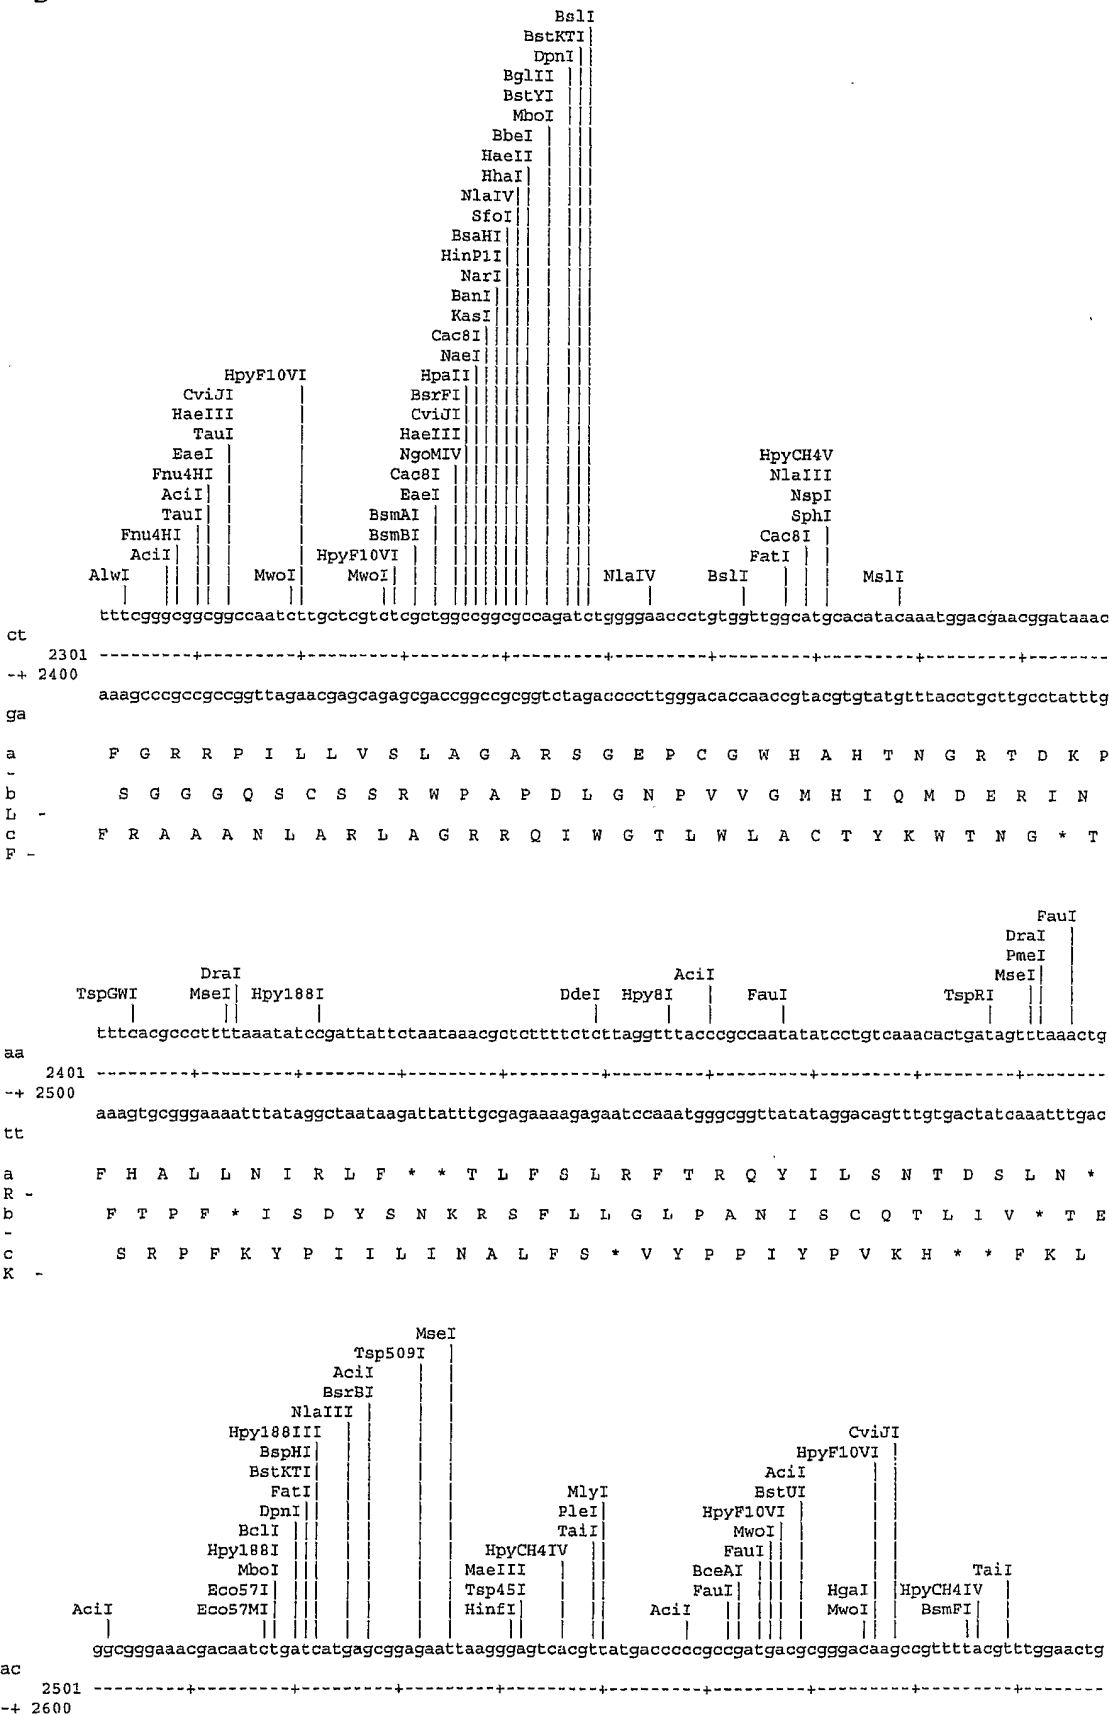 BslI
BstKTI
DpnI
BglII
BstYI
MboI
BbeI
HaeII
HhaI
NlaIV
SfoI
BsaHI
HinP1I
NarI
BanI
KasI
Cac8I
NaeI
HpyF10VI HpaII
CviJI BsrFI
HaeIII CviJI
TauI HaeIII
EaeI NgoMIV HpyCH4V
Fnu4HI Cac8I NlaIII
AciI EaeI NspI
TauI BsmAI SphI
Fnu4HI BsmBI Cac8I
AciI HpyF10VI FatI
AlwI MwoI MwoI NlaIV BslI MslI
tttcgggcggcggccaatcttgctcgtctcgctggccggcgccagatctggggaaccctgtggttggcatgcacatacaaatggacgaacggataaac
ct
2301 ---------+---------+---------+---------+---------+---------+---------+---------+---------+--------
-+ 2400
aaagcccgccgccggttagaacgagcagagcgaccggccgcggtctagaccccttgggacaccaaccgtacgtgtatgtttacctgcttgcctatttg
ga
a F G R R P I L L V S L A G A R S G E P C G W H A H T N G R T D K P
-
b S G G G Q S C S S R W P A P D L G N P V V G M H I Q M D E R I N
L -
c F R A A A N L A R L A G R R Q I W G T L W L A C T Y K W T N G * T
F -
FauI
DraI
PmeI
DraI AciI MseI
TspGWI MseI Hpy188I DdeI Hpy8I FauI TspRI
tttcacgcccttttaaatatccgattattctaataaacgctcttttctcttaggtttacccgccaatatatcctgtcaaacactgatagtttaaactg
aa
2401 ---------+---------+---------+---------+---------+---------+---------+---------+---------+--------
-+ 2500
aaagtgcgggaaaatttataggctaataagattatttgcgagaaaagagaatccaaatgggcggttatataggacagtttgtgactatcaaatttgac
tt
a F H A L L N I R L F * * T L F S L R F T R Q Y I L S N T D S L N *
R -
b F T P F * I S D Y S N K R S F L L G L P A N I S C Q T L I V * T E
-
c S R P F K Y P I I L I N A L F S * V Y P P I Y P V K H * * F K L
K -
MseI
Tsp509I
AciI
BsrBI
NlaIII
Hpy188III CviJI
BspHI HpyF10VI
BstKTI AciI
FatI MlyI BstUI
DpnI PleI HpyF10VI
BclI TaiI MwoI
Hpy188I HpyCH4IV FauI
MboI MaeIII BceAI TaiI
Eco57I Tsp45I FauI HgaI HpyCH4IV
AciI Eco57MI HinfI AciI MwoI BsmFI
ggcgggaaacgacaatctgatcatgagcggagaattaagggagtcacgttatgacccccgccgatgacgcgggacaagccgttttacgtttggaactg
ac
2501 ---------+---------+---------+---------+---------+---------+---------+---------+---------+--------
-+ 2600